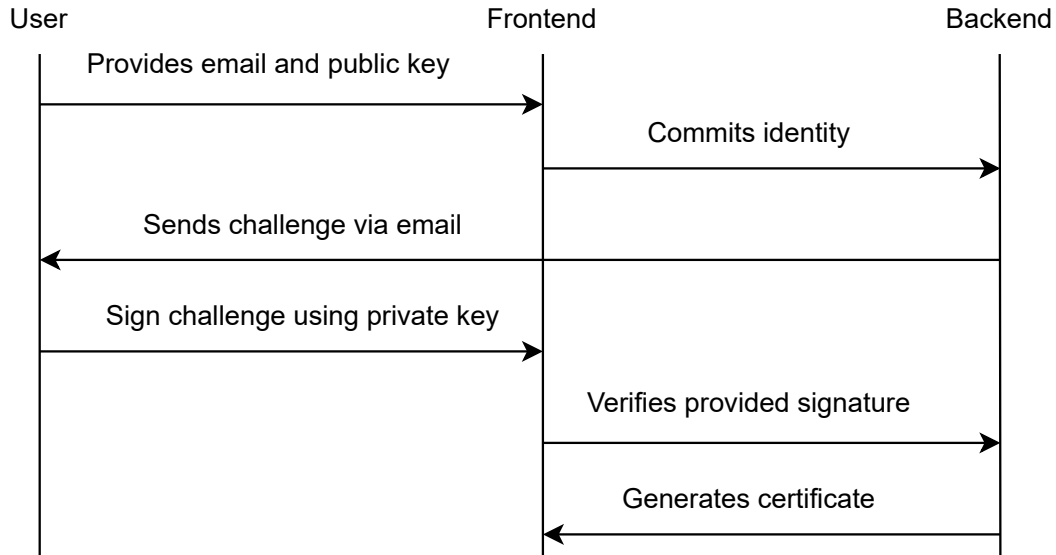 User
Frontend
Backend
Provides email and public key
Commits identity
Sends challenge via email
Sign challenge using private key
Verifies provided signature
Generates certificate